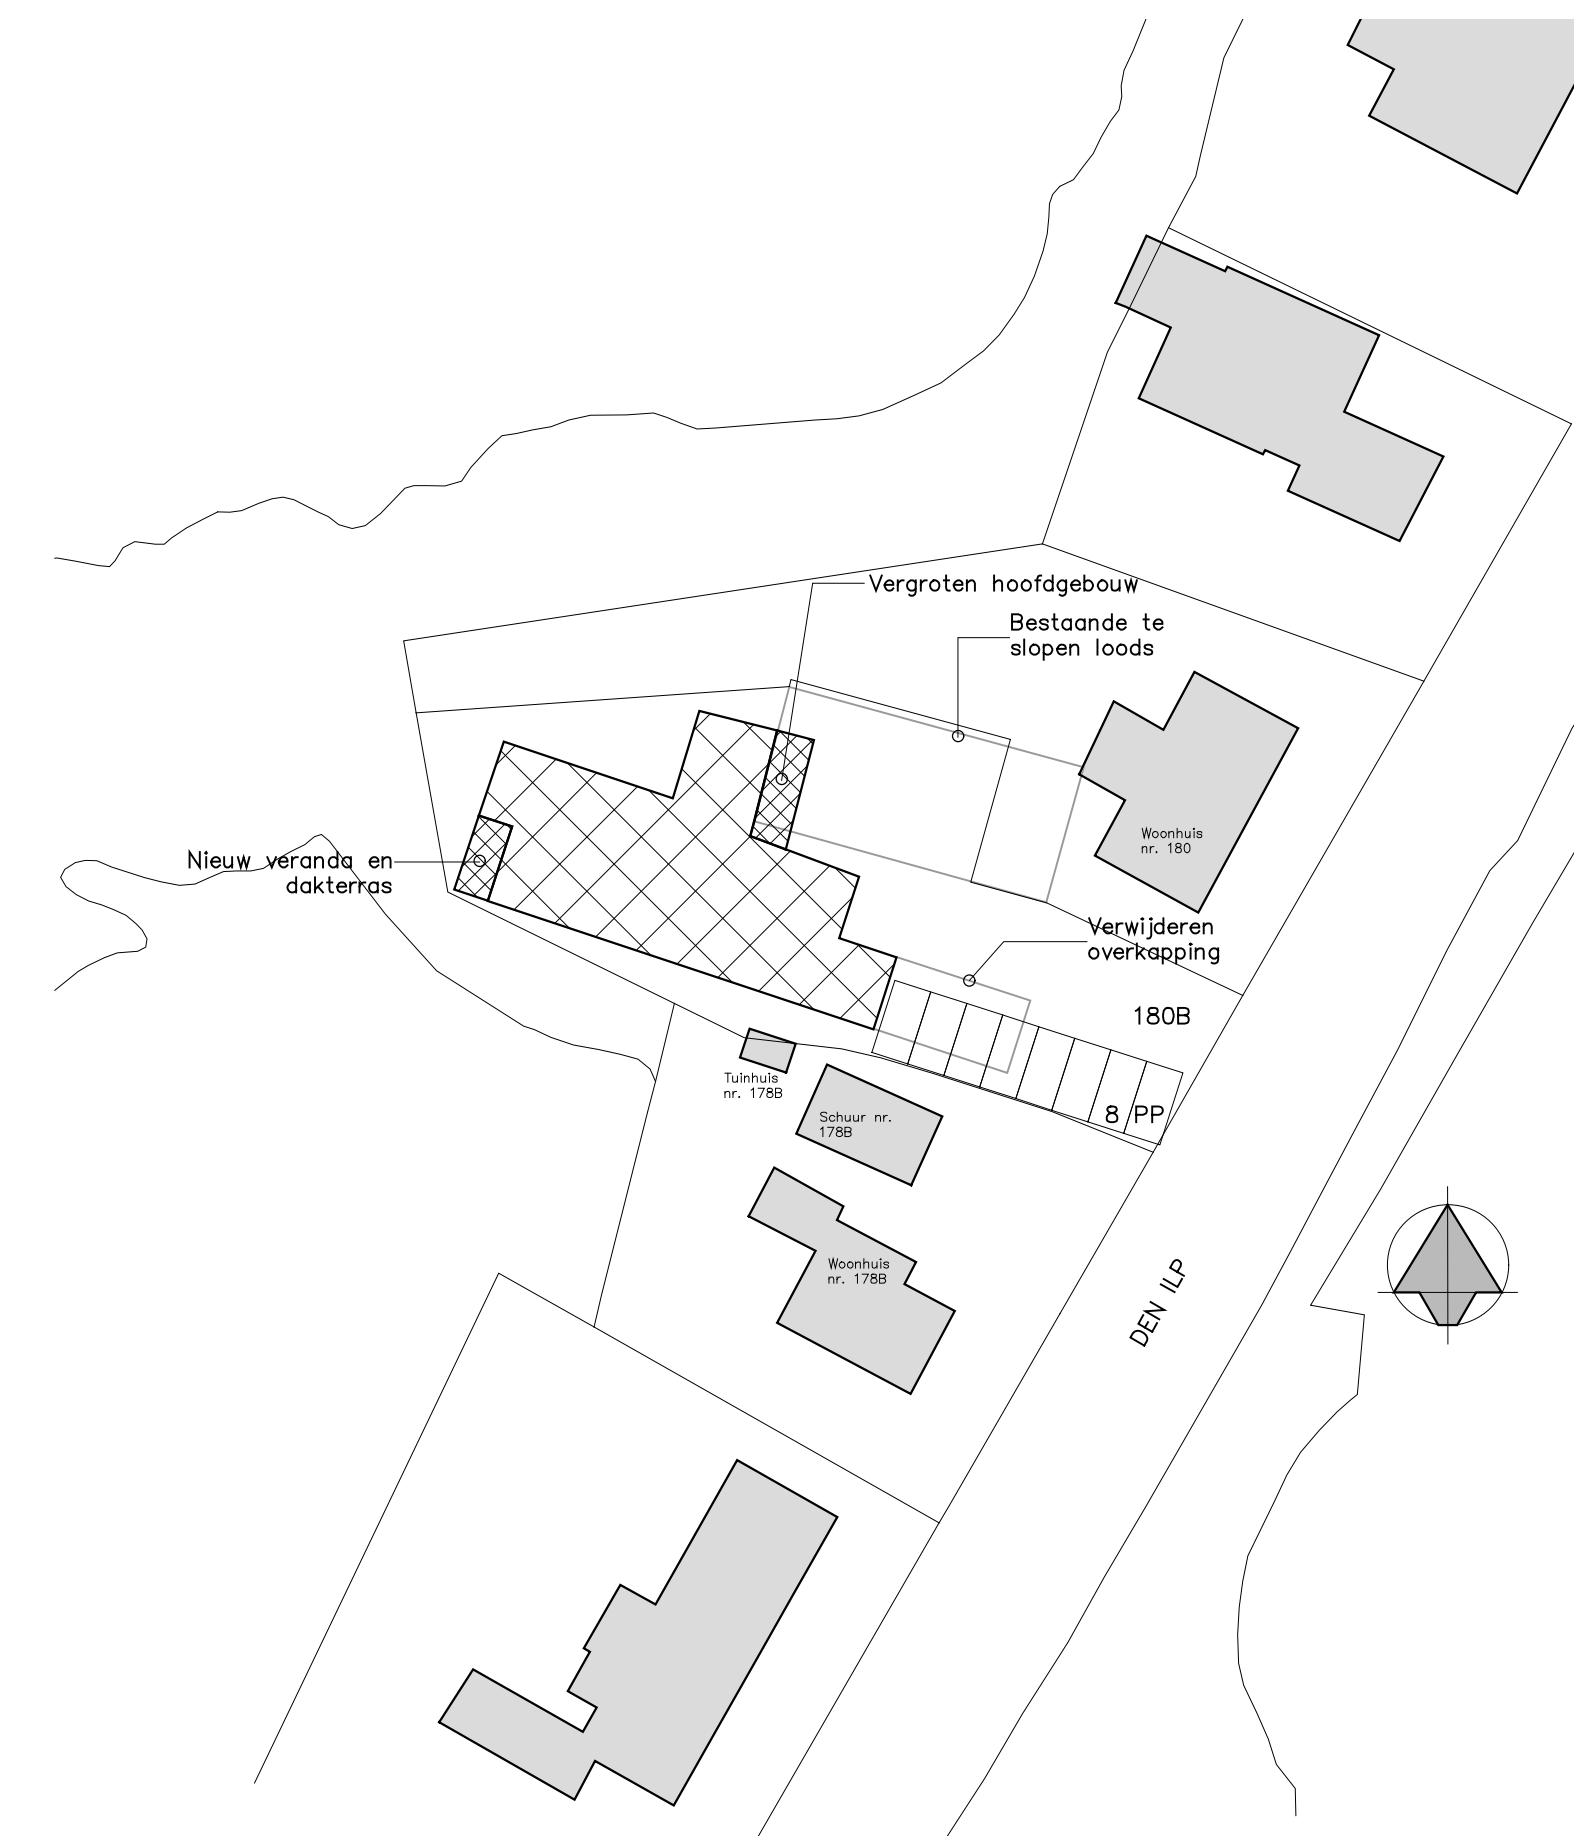 Vergroten hoofdgebouw
Bestaande te
slopen loods
Woonhuis
nr. 180
Nieuw veranda en
dakterras
Verwijderen
overkapping
180B
Tuinhuis
nr. 178B
Schuur nr.
178B
8 PP
Woonhuis
nr. 178B
DEN ILP